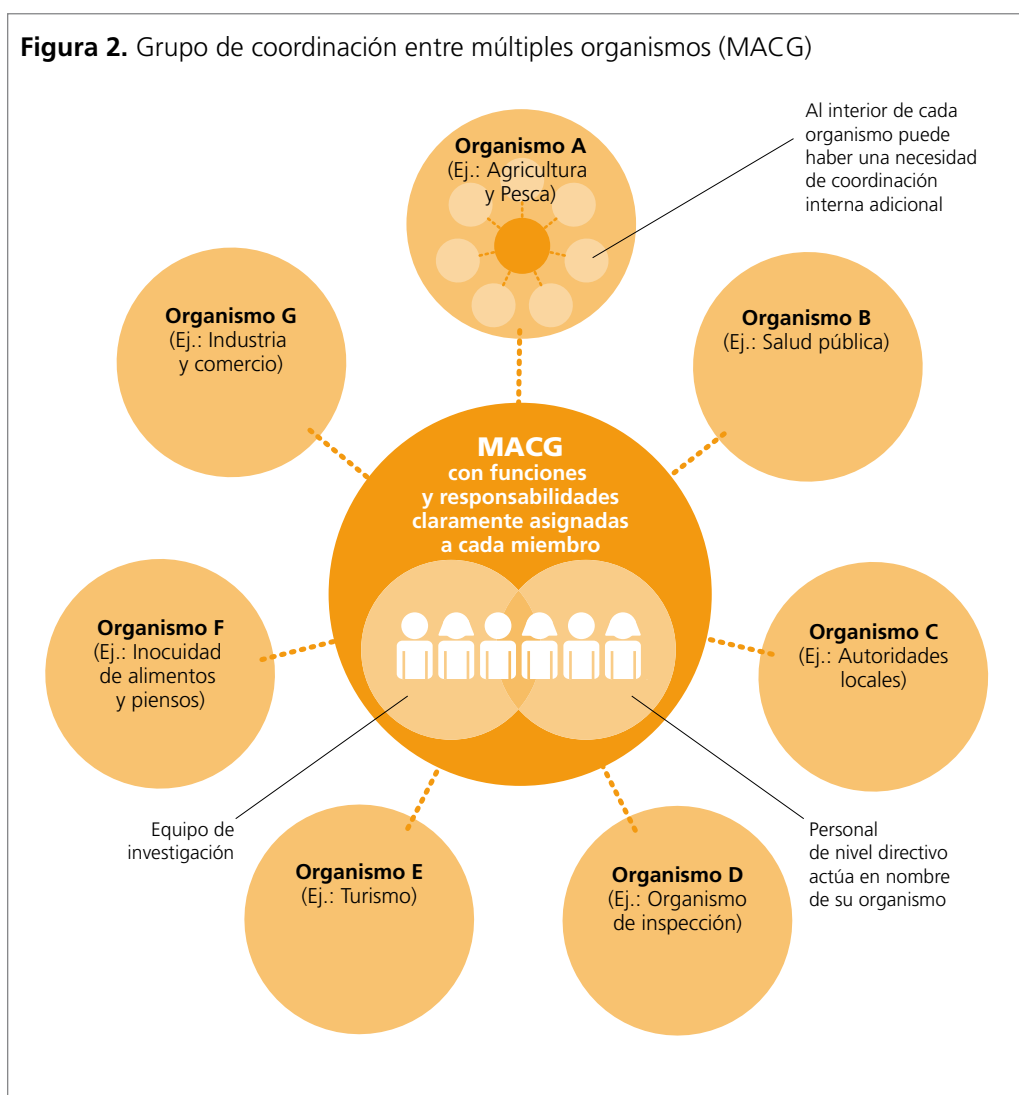 Figura 2. Grupo de coordinación entre múltiples organismos (MACG)
Al interior de cada
organismo puede
haber una necesidad
de coordinación
interna adicional
Organismo A
(Ej.: Agricultura
y Pesca)
Organismo G
(Ej.: Industria
y comercio)
Organismo B
(Ej.: Salud pública)
MACG
con funciones
y responsabilidades
claramente asignadas
a cada miembro
Organismo F
(Ej.: Inocuidad
de alimentos
y piensos)
Organismo C
(Ej.: Autoridades
locales)
Equipo de
investigación
Organismo E
(Ej.: Turismo)
Organismo D
(Ej.: Organismo
de inspección)
Personal
de nivel directivo
actúa en nombre
de su organismo